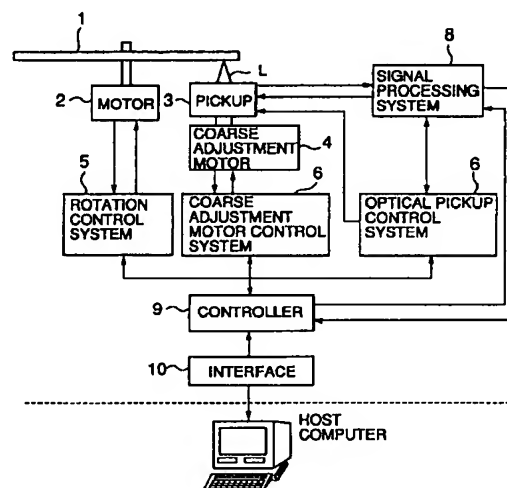 1
8
2
MOTOR
3
PICKUP
L
SIGNAL
PROCESSING
SYSTEM
COARSE
ADJUSTMENT
MOTOR
4
5
ROTATION
CONTROL
SYSTEM
6
COARSE
ADJUSTMENT
MOTOR CONTROL
SYSTEM
6
OPTICAL PICKUP
CONTROL
SYSTEM
9
CONTROLLER
10
INTERFACE
HOST
COMPUTER